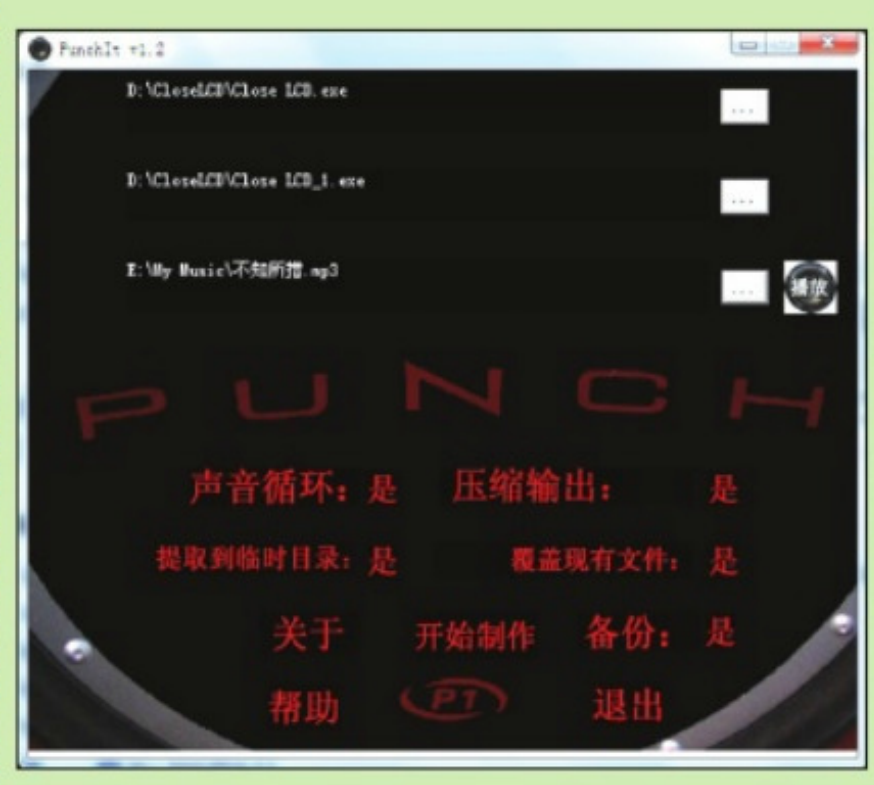 PunchIt v1.2
D:\CloseLCD\Close LCD.exe
...
D:\CloseLCD\Close LCD_1.exe
...
E:\My Music\不知所措.mp3
... 播放
PUNCH
声音循环：是 压缩输出： 是
提取到临时目录：是 覆盖现有文件： 是
关于 开始制作 备份： 是
帮助 PT 退出